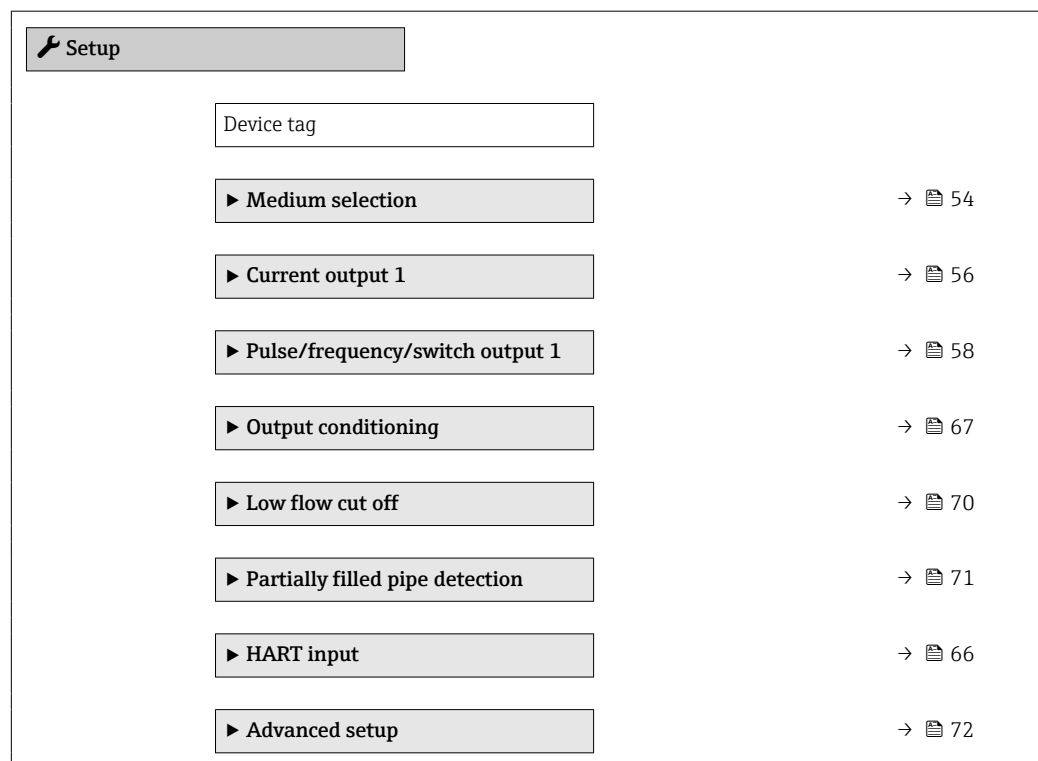 Setup
Device tag
▶ Medium selection → 54
▶ Current output 1 → 56
▶ Pulse/frequency/switch output 1 → 58
▶ Output conditioning → 67
▶ Low flow cut off → 70
▶ Partially filled pipe detection → 71
▶ HART input → 66
▶ Advanced setup → 72